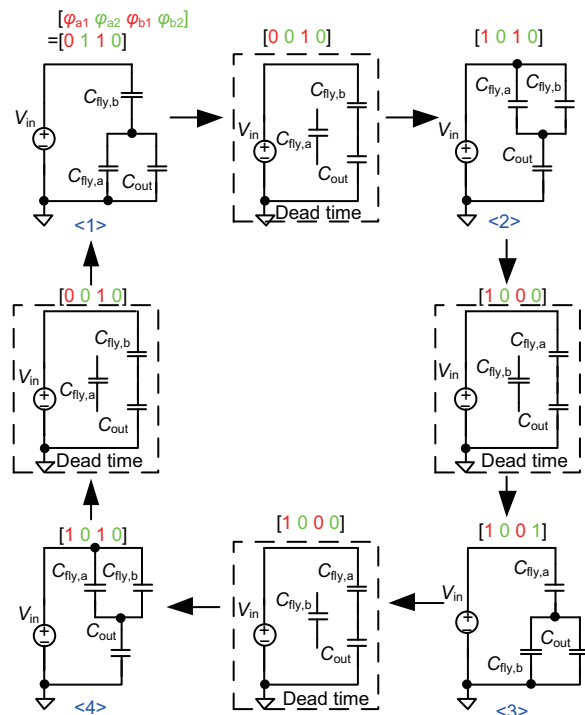 [φa1 φa2 φb1 φb2]
=[0 1 1 0]
Vin
Cfly,b
Cfly,a
Cout
<1>
[0 0 1 0]
Vin
Cfly,b
Cfly,a
Cout
Dead time
[1 0 1 0]
Vin
Cfly,a
Cfly,b
Cout
<2>
[0 0 1 0]
Vin
Cfly,b
Cfly,a
Cout
Dead time
[1 0 0 0]
Vin
Cfly,a
Cfly,b
Cout
Dead time
[1 0 1 0]
Vin
Cfly,a
Cfly,b
Cout
<4>
[1 0 0 0]
Vin
Cfly,a
Cfly,b
Cout
Dead time
[1 0 0 1]
Vin
Cfly,a
Cfly,b
Cout
<3>